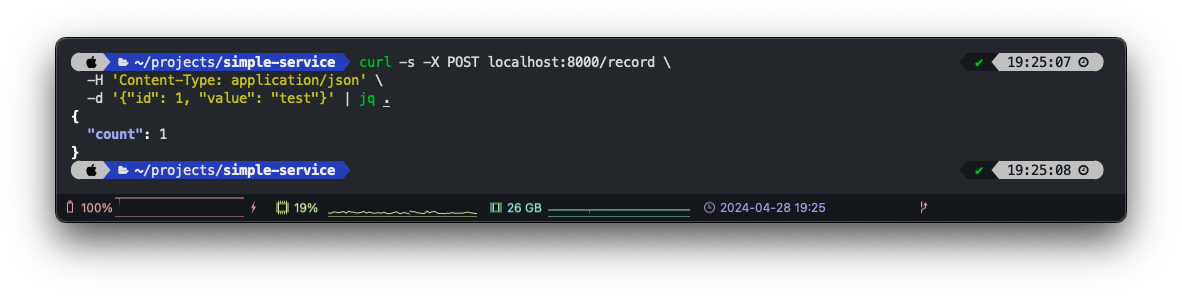 ~/projects/simple-service curl -s -X POST localhost:8000/record \ ✔ 19:25:07
-H 'Content-Type: application/json' \
-d '{"id": 1, "value": "test"}' | jq .
{
"count": 1
}
~/projects/simple-service ✔ 19:25:08
100% 19% 26 GB 2024-04-28 19:25